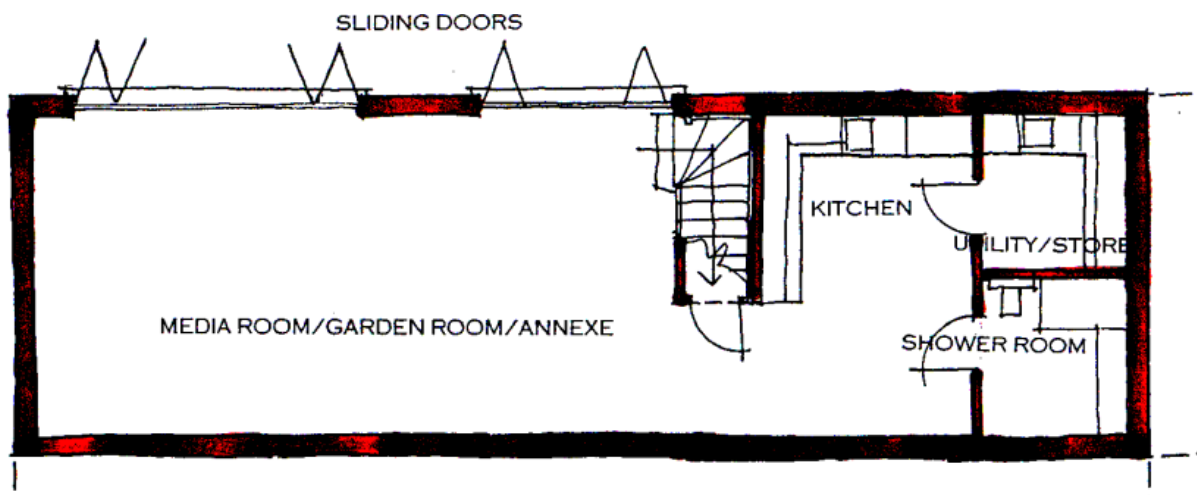 SLIDING DOORS
KITCHEN
UTILITY/STORE
MEDIA ROOM/GARDEN ROOM/ANNEXE
SHOWER ROOM